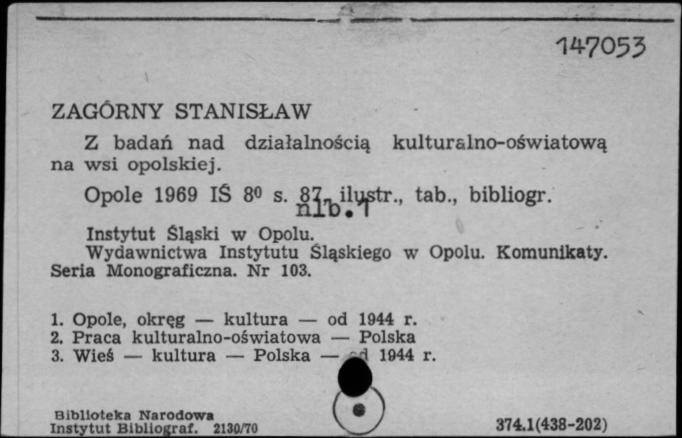 147053
ZAGÓRNY STANISŁAW
Z badań nad działalnością kulturalno-oświatową
na wsi opolskiej.
Opole 1969 IŚ 8⁰ s. 87, ilustr., tab., bibliogr.
nlb.1
Instytut Śląski w Opolu.
Wydawnictwa Instytutu Śląskiego w Opolu. Komunikaty.
Seria Monograficzna. Nr 103.
1. Opole, okręg — kultura — od 1944 r.
2. Praca kulturalno-oświatowa — Polska
3. Wieś — kultura — Polska — od 1944 r.
Biblioteka Narodowa
Instytut Bibliograf. 2130/70
374.1(438-202)